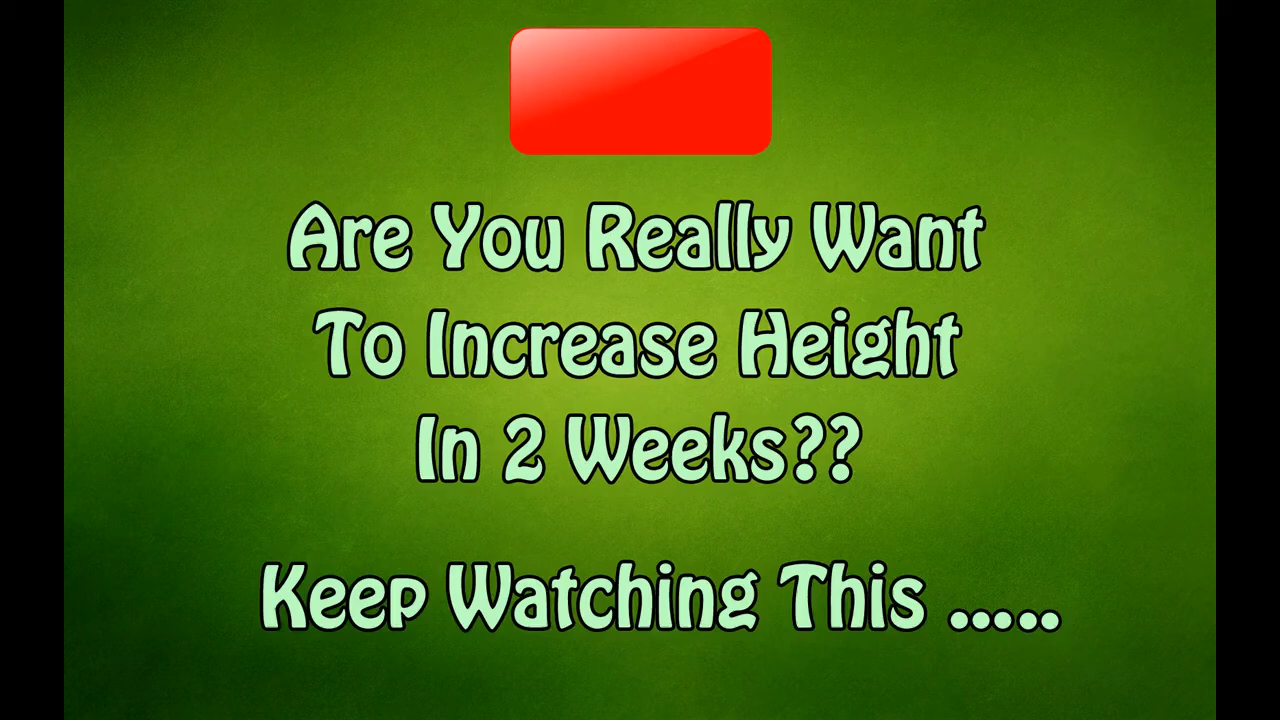 Are You Really Want
To Increase Height
In 2 Weeks??
Keep Watching This .....